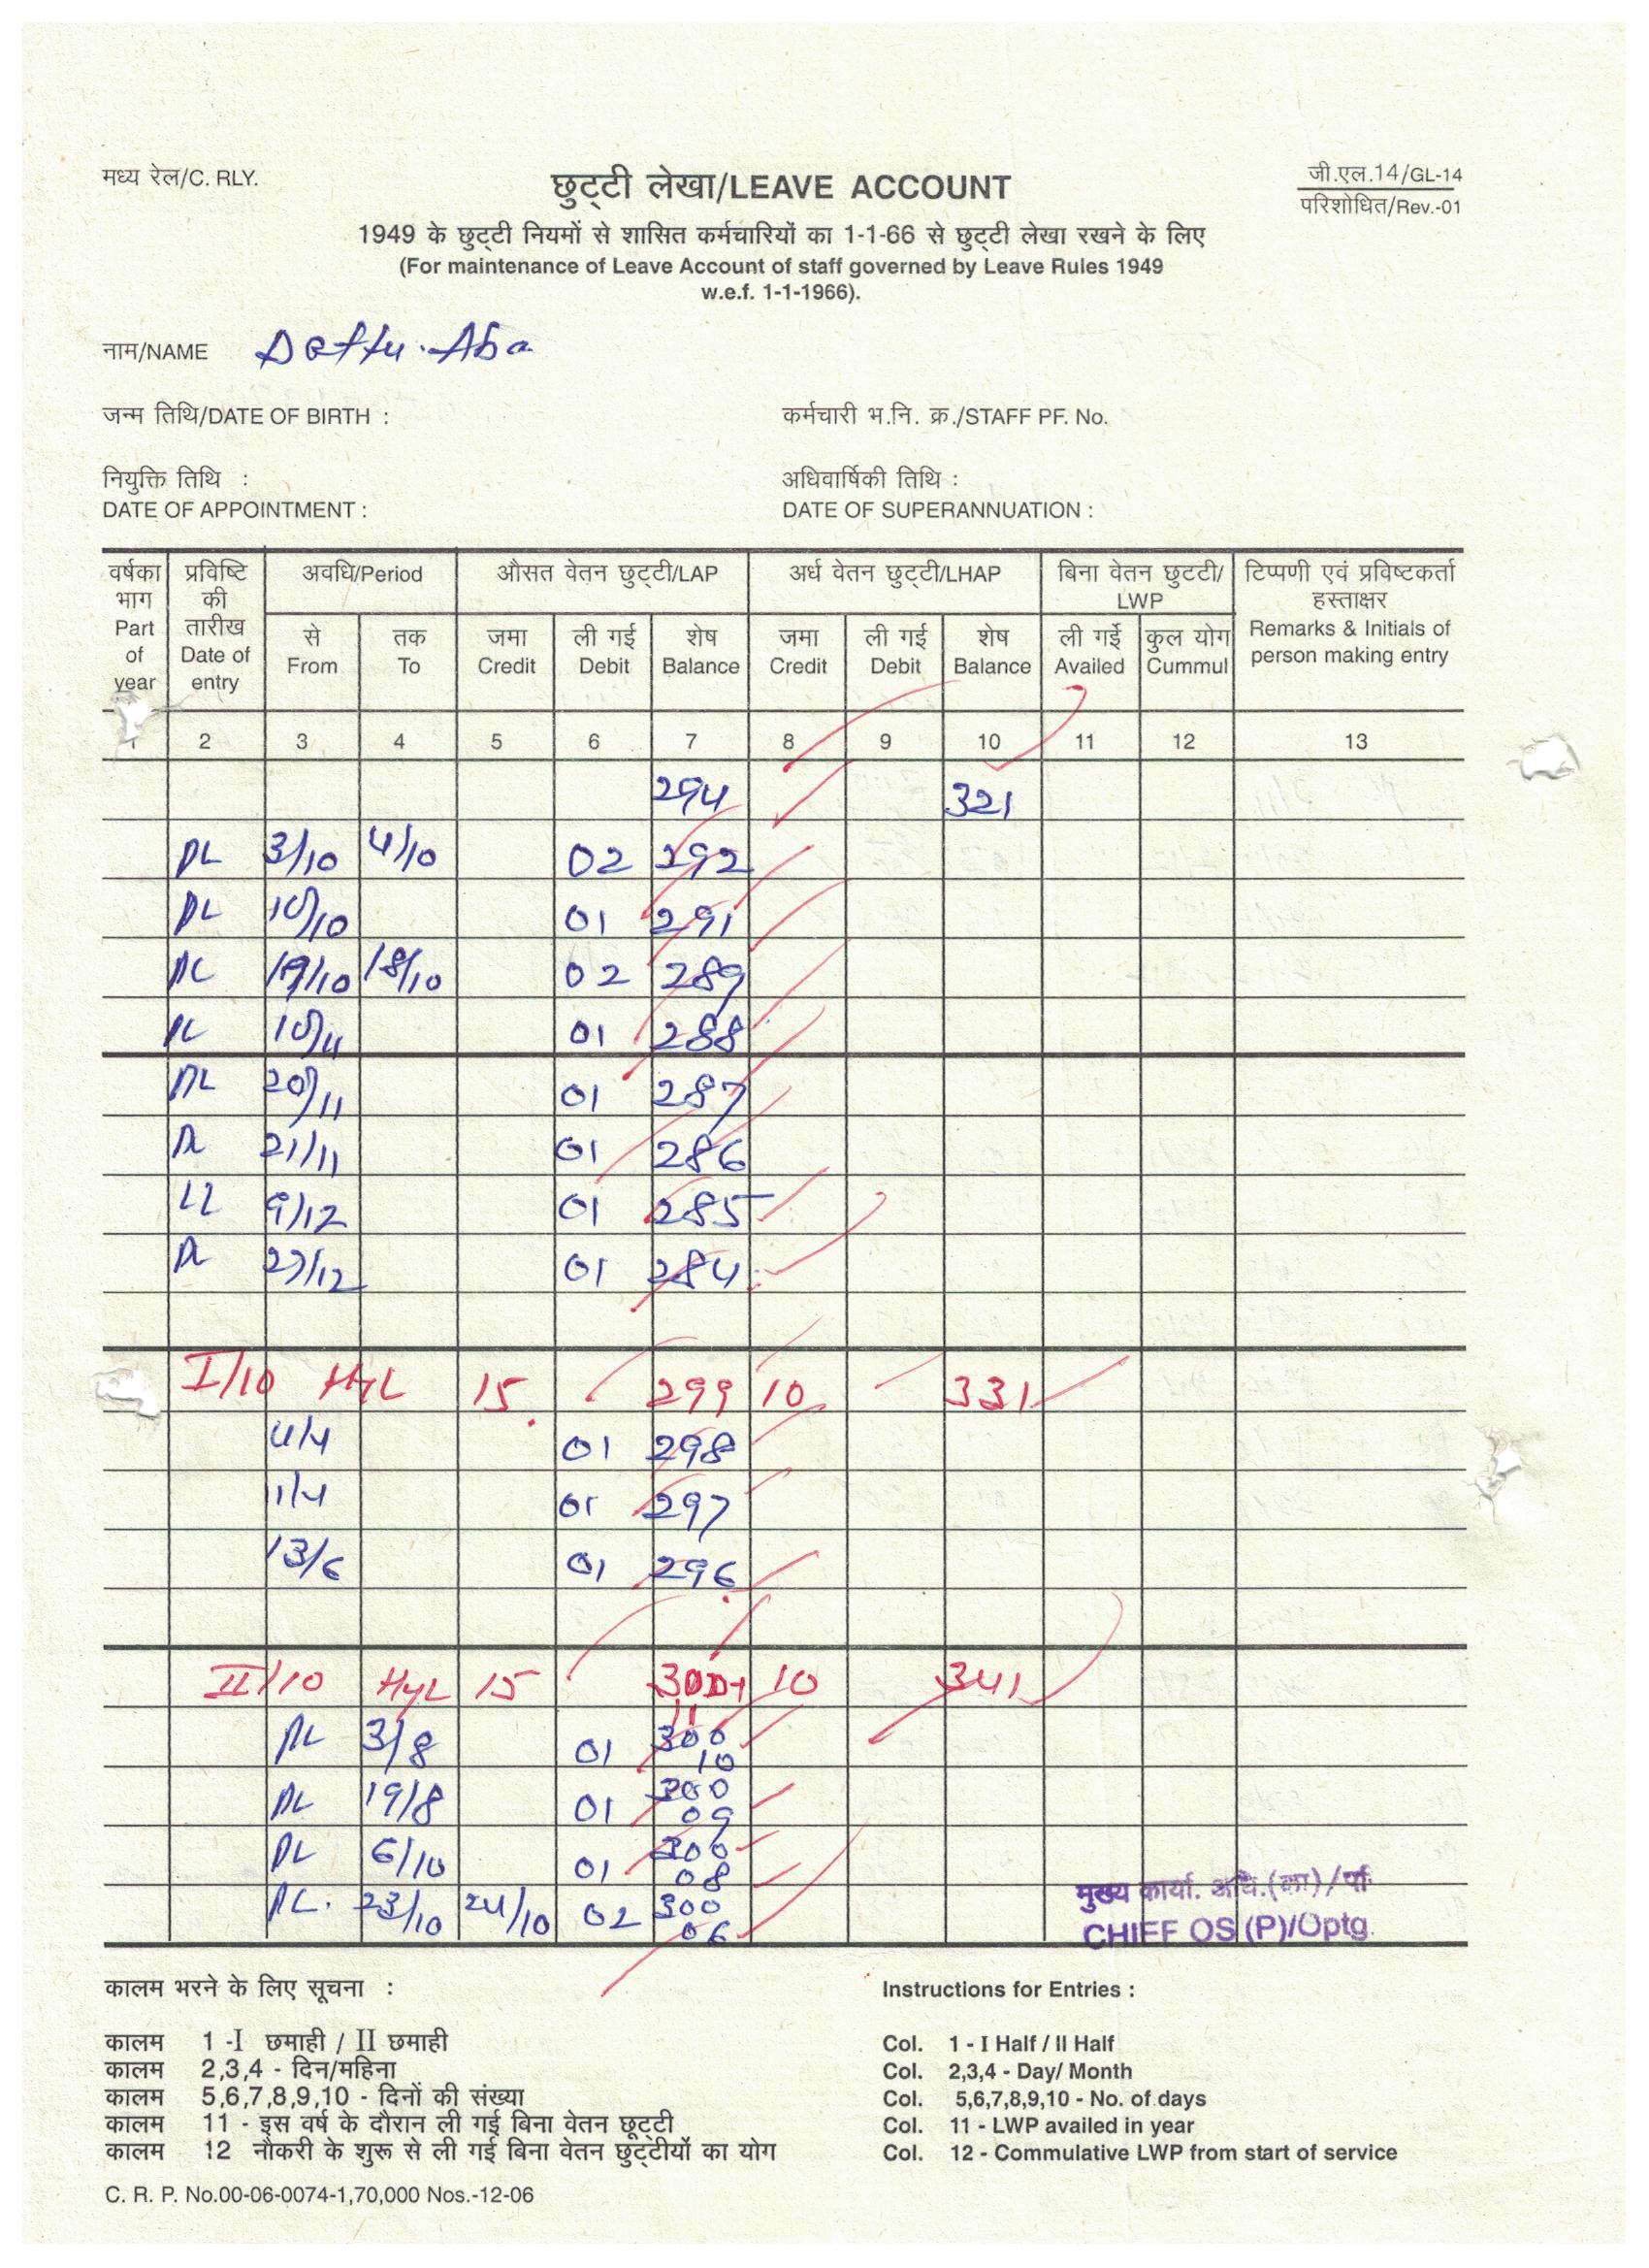 मध्य रेल/C. RLY.
छुट्टी लेखा/LEAVE ACCOUNT
जी.एल.14/GL-14
परिशोधित/Rev.-01
1949 के छुट्टी नियमों से शासित कर्मचारियों का 1-1-66 से छुट्टी लेखा रखने के लिए
(For maintenance of Leave Account of staff governed by Leave Rules 1949
w.e.f. 1-1-1966).
नाम/NAME Dattu. Aba
जन्म तिथि/DATE OF BIRTH :
कर्मचारी भ.नि. क्र./STAFF PF. No.
नियुक्ति तिथि :
अधिवार्षिकी तिथि :
DATE OF APPOINTMENT :
DATE OF SUPERANNUATION :
वर्षका भाग Part of year
प्रविष्टि की तारीख Date of entry
अवधि/Period
औसत वेतन छुट्टी/LAP
अर्ध वेतन छुट्टी/LHAP
बिना वेतन छुटटी/ LWP
टिप्पणी एवं प्रविष्टकर्ता हस्ताक्षर Remarks & Initials of person making entry
से From
तक To
जमा Credit
ली गई Debit
शेष Balance
जमा Credit
ली गई Debit
शेष Balance
ली गई Availed
कुल योग Cummul
1 2 3 4 5 6 7 8 9 10 11 12 13
294 321
PL 3/10 4/10 02 292
PL 10/10 01 291
PL 17/10 18/10 02 289
PL 10/11 01 288
PL 20/11 01 287
PL 21/11 01 286
LL 9/12 01 285
PL 27/12 01 284
I/10 HyL 15 299 10 331
4/4 01 298
11/4 01 297
13/6 01 296
II/10 HyL 15 300+ 10 341
11
PL 3/8 01 300
10
PL 19/8 01 300
09
PL 6/10 01 300
08
PL. 23/10 24/10 02 300
06
मुख्य कार्या. अधि.(का)/प
CHIEF OS (P)/Optg.
कालम भरने के लिए सूचना :
कालम 1 -I छमाही / II छमाही
कालम 2,3,4 - दिन/महिना
कालम 5,6,7,8,9,10 - दिनों की संख्या
कालम 11 - इस वर्ष के दौरान ली गई बिना वेतन छूट्टी
कालम 12 नौकरी के शुरू से ली गई बिना वेतन छुट्टीयों का योग
Instructions for Entries :
Col. 1 - I Half / II Half
Col. 2,3,4 - Day/ Month
Col. 5,6,7,8,9,10 - No. of days
Col. 11 - LWP availed in year
Col. 12 - Commulative LWP from start of service
C. R. P. No.00-06-0074-1,70,000 Nos.-12-06